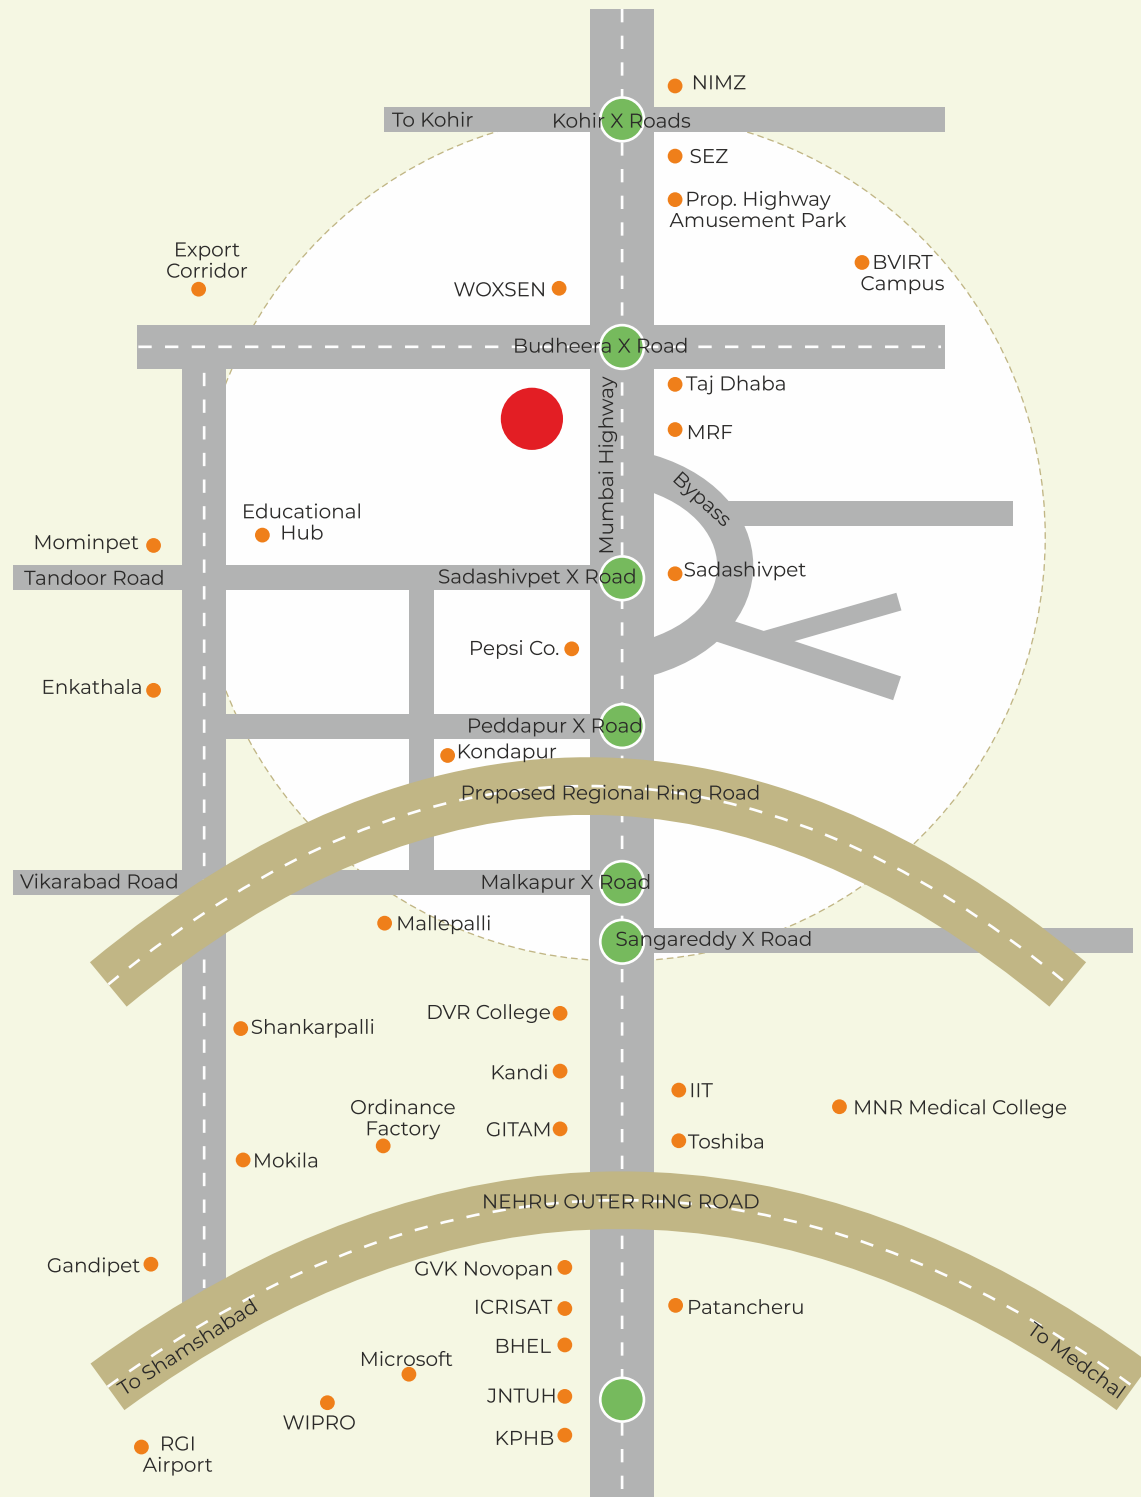 NIMZ
To Kohir
Kohir X Roads
SEZ
Prop. Highway
Amusement Park
Export
Corridor
BVIRT
Campus
WOXSEN
Budheera X Road
Taj Dhaba
MRF
Mumbai Highway
Bypass
Educational
Hub
Mominpet
Tandoor Road
Sadashivpet X Road
Sadashivpet
Pepsi Co.
Enkathala
Peddapur X Road
Kondapur
Proposed Regional Ring Road
Vikarabad Road
Malkapur X Road
Mallepalli
Sangareddy X Road
DVR College
Shankarpalli
Kandi
IIT
MNR Medical College
Ordinance
Factory
GITAM
Toshiba
Mokila
NEHRU OUTER RING ROAD
Gandipet
GVK Novopan
ICRISAT
Patancheru
To Shamshabad
To Medchal
BHEL
Microsoft
JNTUH
WIPRO
KPHB
RGI
Airport